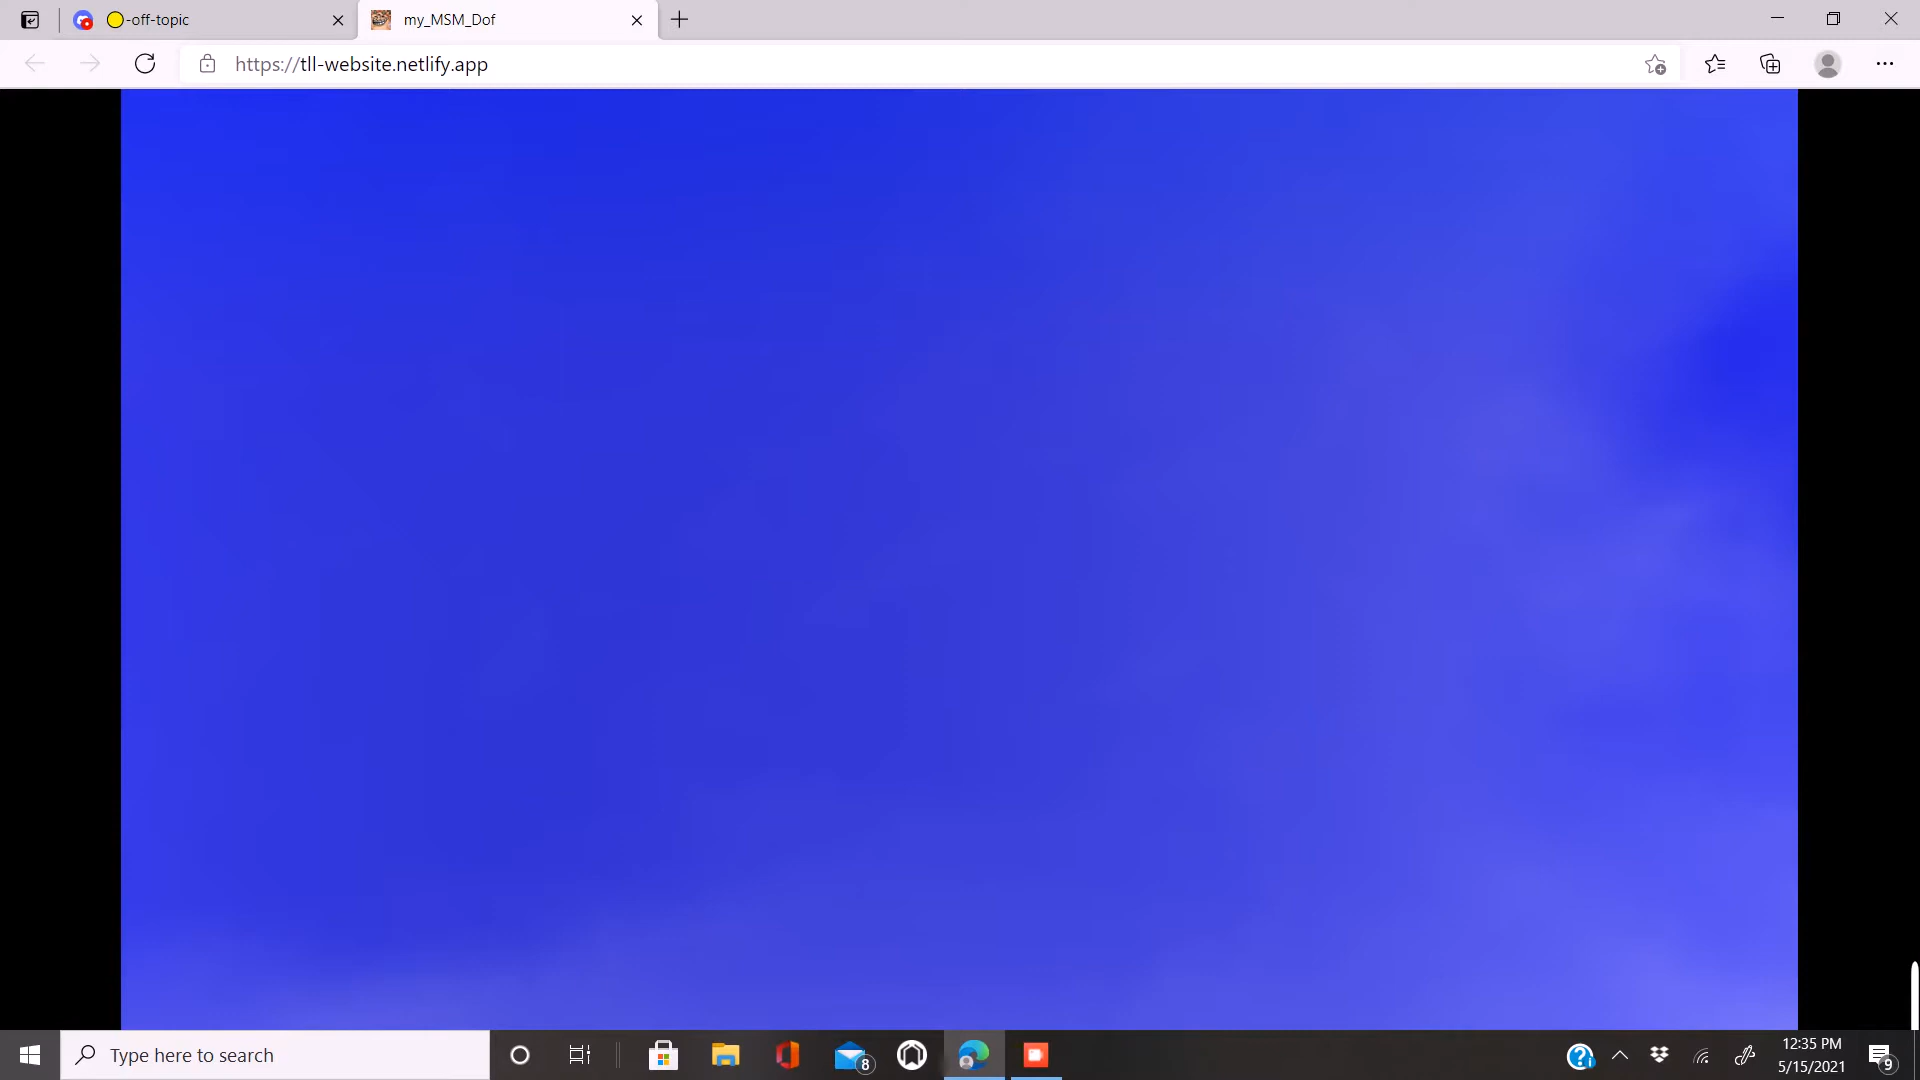 -off-topic
my_MSM_Dof
https://tll-website.netlify.app
Type here to search
8
12:35 PM
5/15/2021
9